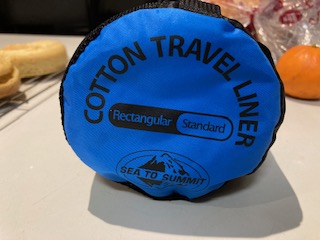 COTTON TRAVEL LINER
Rectangular Standard
SEA TO SUMMIT